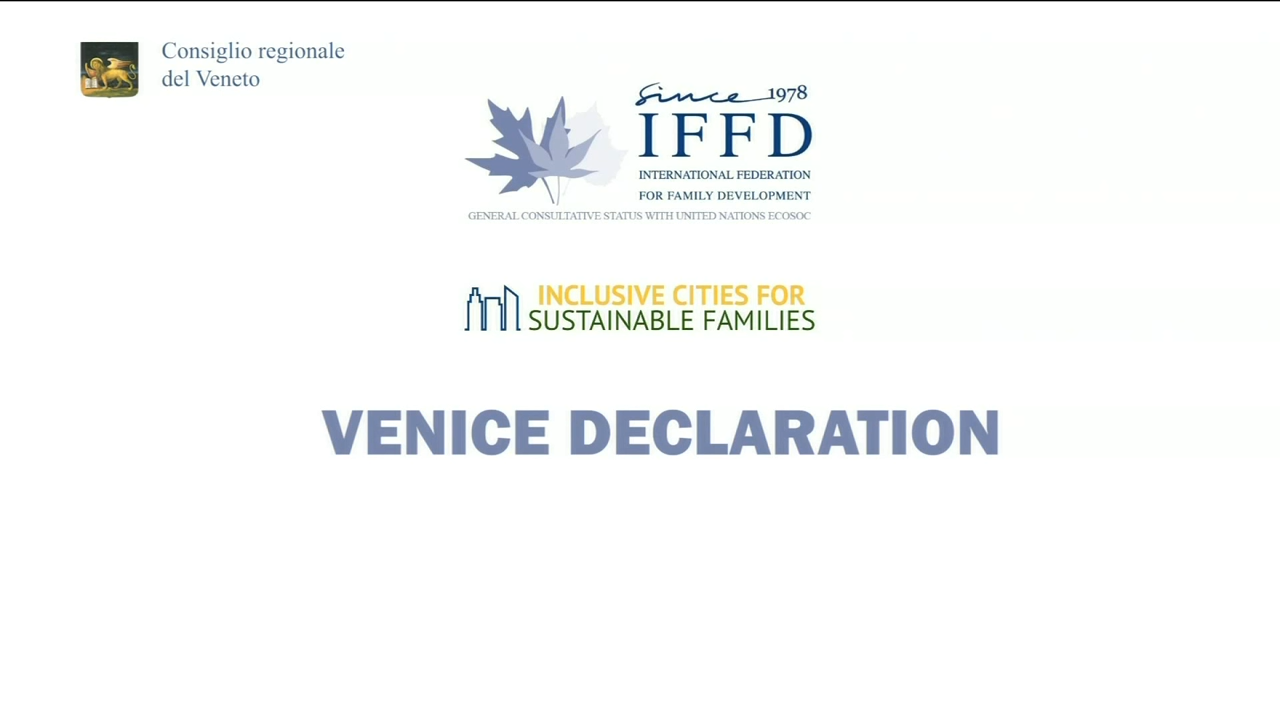 Consiglio regionale
del Veneto
Since 1978
IFFD
INTERNATIONAL FEDERATION
FOR FAMILY DEVELOPMENT
GENERAL CONSULTATIVE STATUS WITH UNITED NATIONS ECOSOC
INCLUSIVE CITIES FOR
SUSTAINABLE FAMILIES
VENICE DECLARATION